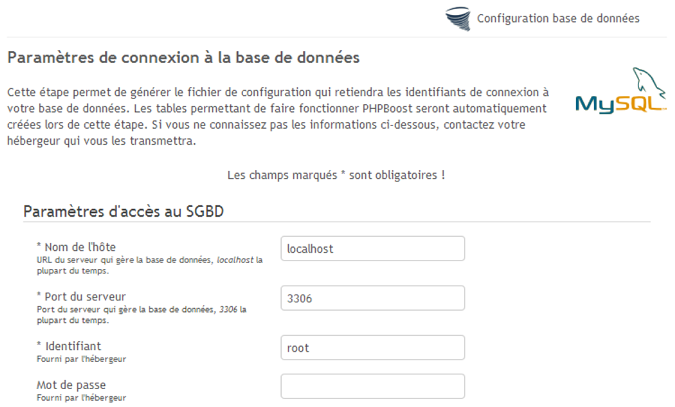 Configuration base de données
Paramètres de connexion à la base de données
Cette étape permet de générer le fichier de configuration qui retiendra les identifiants de connexion à
votre base de données. Les tables permettant de faire fonctionner PHPBoost seront automatiquement
créées lors de cette étape. Si vous ne connaissez pas les informations ci-dessous, contactez votre
hébergeur qui vous les transmettra.
MySQL
Les champs marqués * sont obligatoires !
Paramètres d'accès au SGBD
* Nom de l'hôte
URL du serveur qui gère la base de données, localhost la
plupart du temps.
localhost
* Port du serveur
Port du serveur qui gère la base de données, 3306 la
plupart du temps.
3306
* Identifiant
Fourni par l'hébergeur
root
Mot de passe
Fourni par l'hébergeur